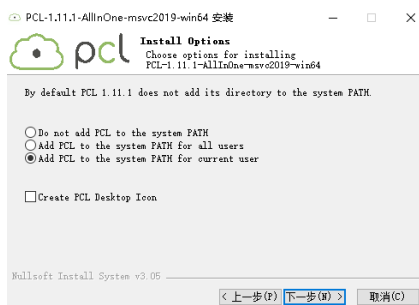 PCL-1.11.1-AllInOne-msvc2019-win64 安装
pcl
Install Options
Choose options for installing
PCL-1.11.1-AllInOne-msvc2019-win64
By default PCL 1.11.1 does not add its directory to the system PATH.
Do not add PCL to the system PATH
Add PCL to the system PATH for all users
Add PCL to the system PATH for current user
Create PCL Desktop Icon
Nullsoft Install System v3.05
< 上一步(P) 下一步(N) > 取消(C)